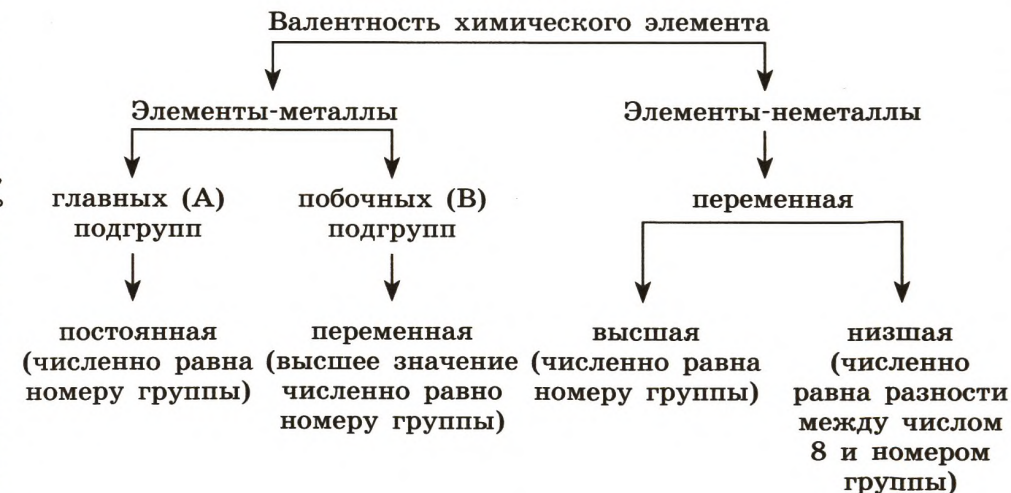 Валентность химического элемента
Элементы-металлы
Элементы-неметаллы
главных (А)
подгрупп
побочных (В)
подгрупп
переменная
постоянная
(численно равна
номеру группы)
переменная
(высшее значение
численно равно
номеру группы)
высшая
(численно равна
номеру группы)
низшая
(численно
равна разности
между числом
8 и номером
группы)